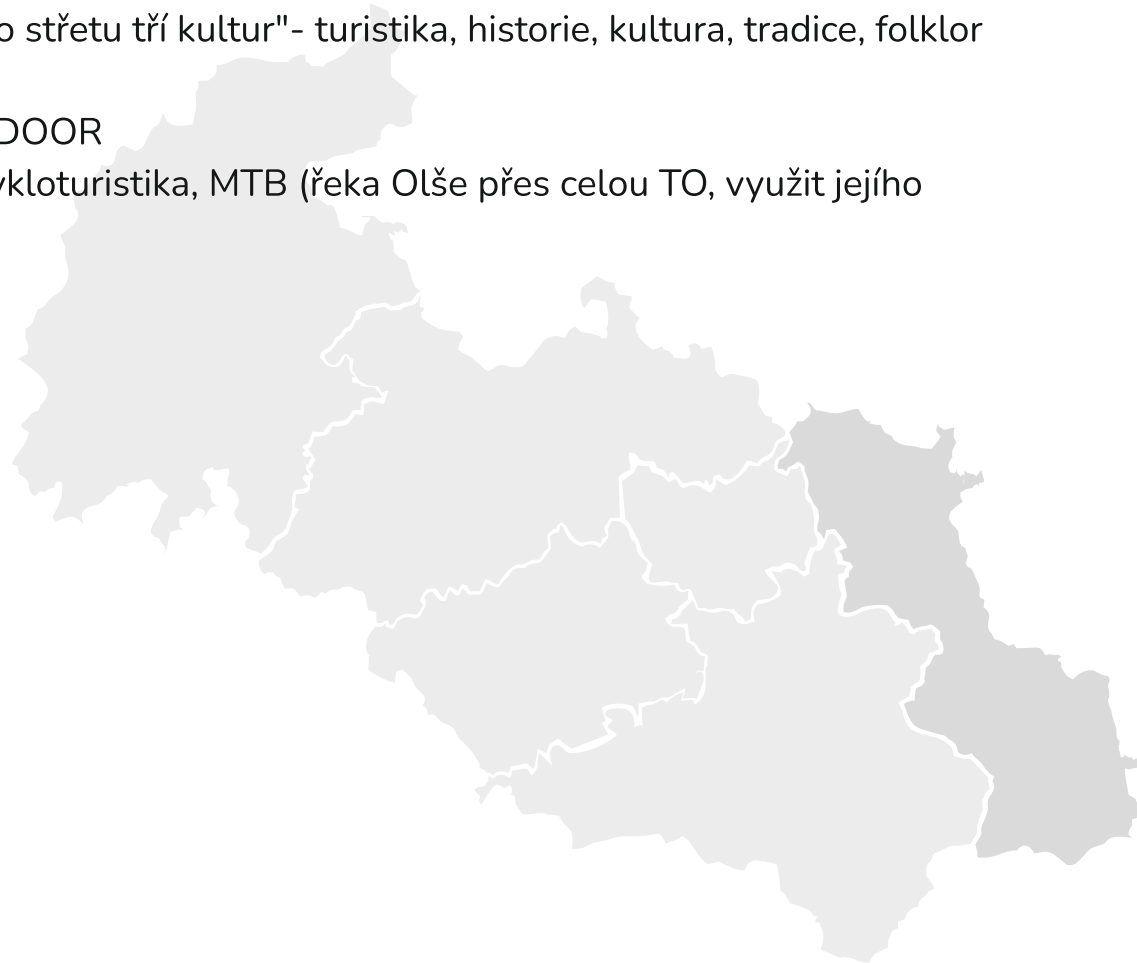 o střetu tří kultur"- turistika, historie, kultura, tradice, folklor
DOOR
ykloturistika, MTB (řeka Olše přes celou TO, využit jejího